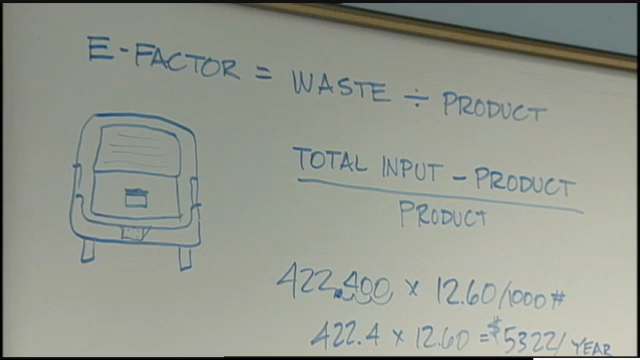 E-FACTOR = WASTE ÷ PRODUCT
TOTAL INPUT - PRODUCT
PRODUCT
422,400 x 12.60/1000#
422.4 x 12.60 = $5322/YEAR